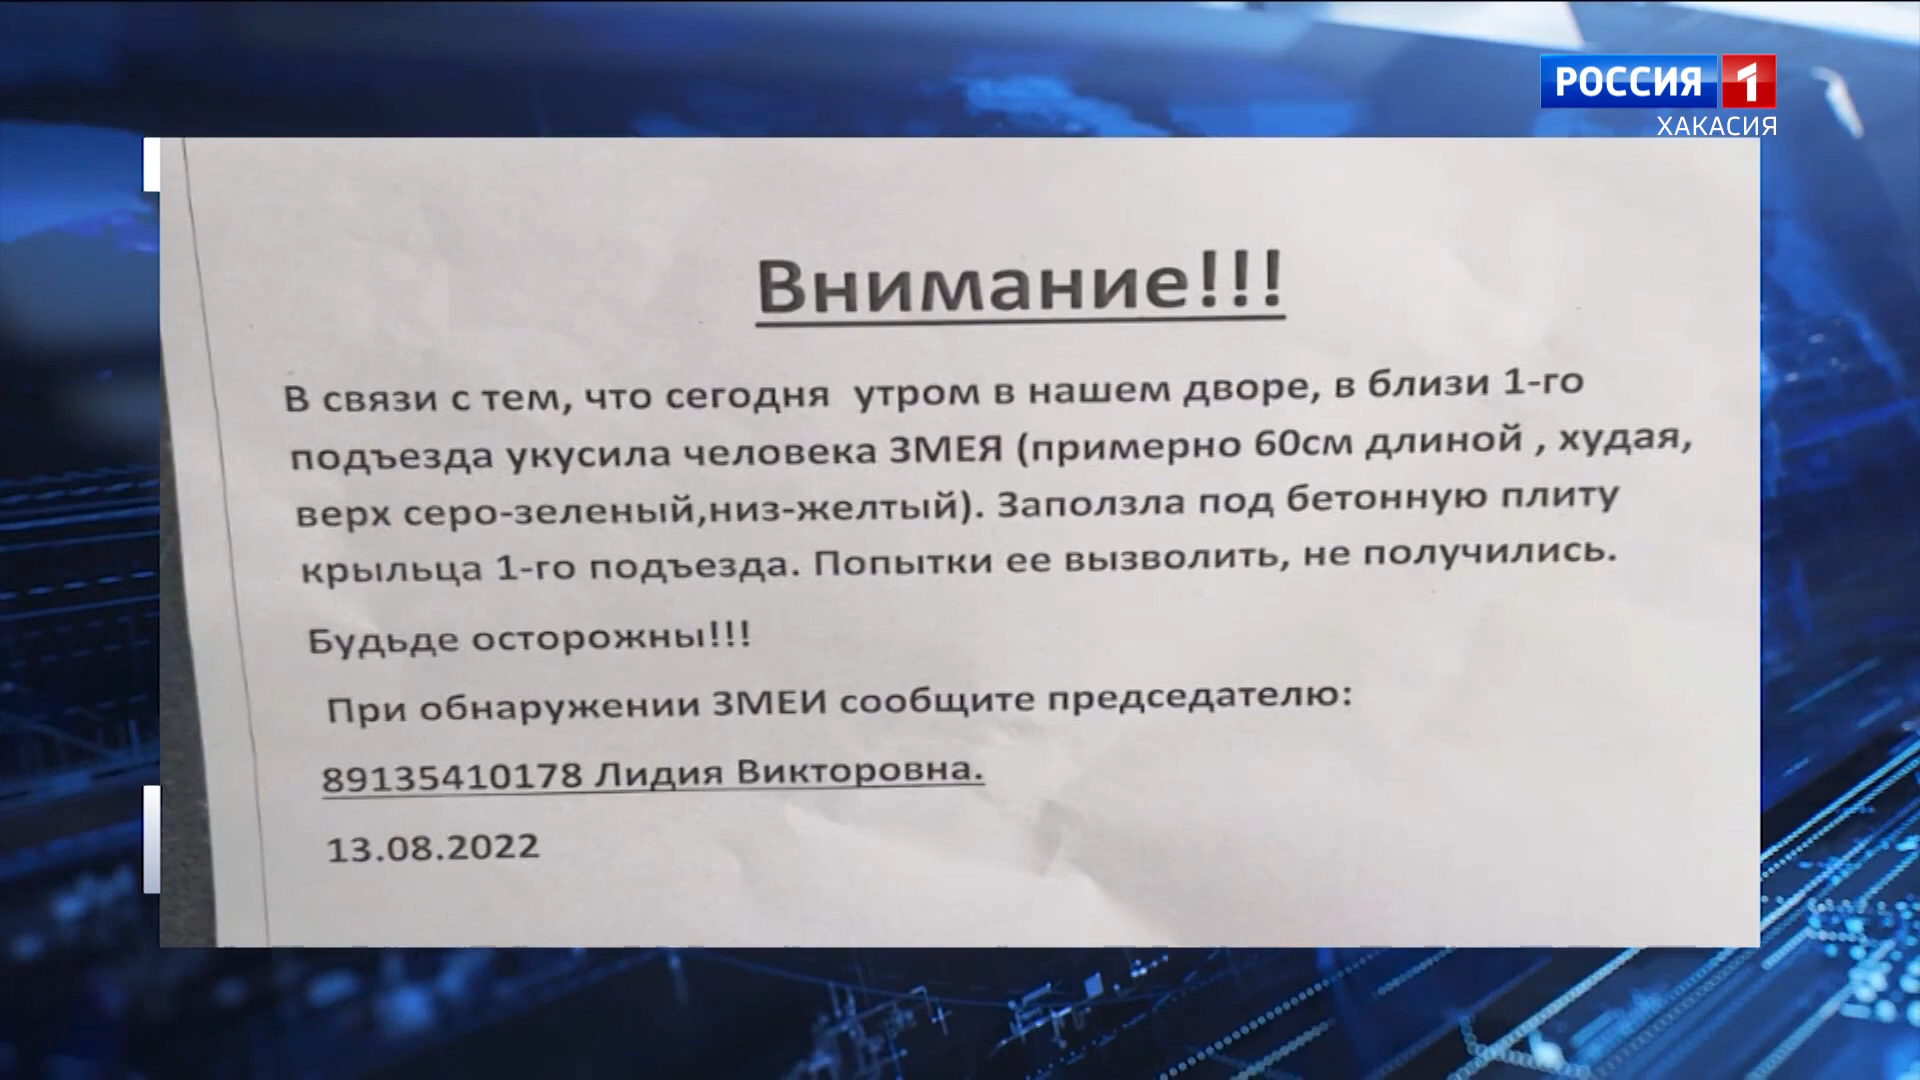 РОССИЯ 1
ХАКАСИЯ
Внимание!!!
В связи с тем, что сегодня утром в нашем дворе, в близи 1-го
подъезда укусила человека ЗМЕЯ (примерно 60см длиной , худая,
верх серо-зеленый,низ-желтый). Заползла под бетонную плиту
крыльца 1-го подъезда. Попытки ее вызволить, не получились.
Будьде осторожны!!!
При обнаружении ЗМЕИ сообщите председателю:
89135410178 Лидия Викторовна.
13.08.2022